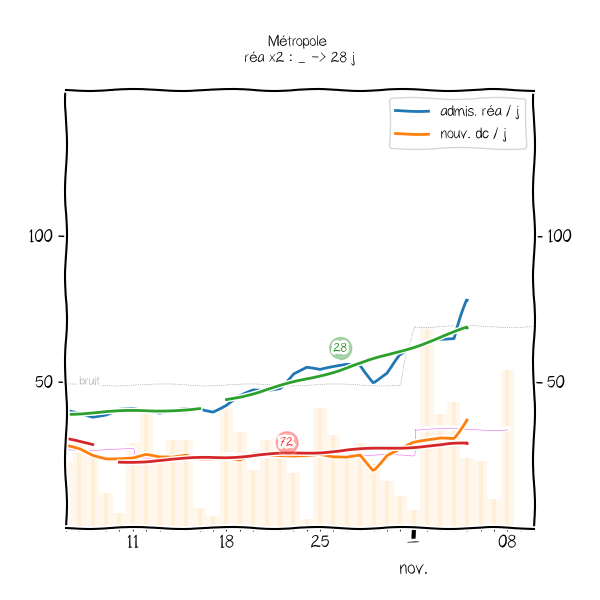 Métropole
réa x2 : _ -> 28 j
admis. réa / j
nouv. dc / j
100
100
28
50
bruit
50
72
11
18
25
1
08
nov.